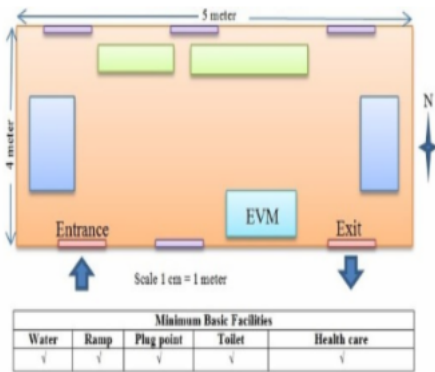 5 meter
4 meter
N
EVM
Entrance
Exit
Scale 1 cm = 1 meter
Minimum Basic Facilities
Water Ramp Plug point Toilet Health care
√ √ √ √ √